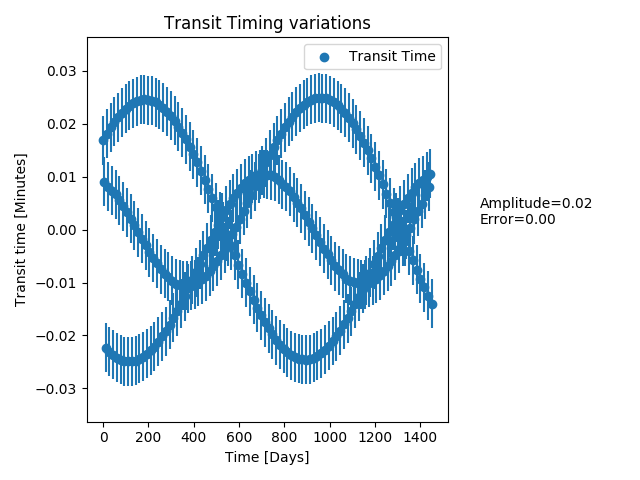 Transit Timing variations
Transit Time
0.03
0.02
0.01
0.00
−0.01
−0.02
−0.03
Transit time [Minutes]
0 200 400 600 800 1000 1200 1400
Time [Days]
Amplitude=0.02
Error=0.00